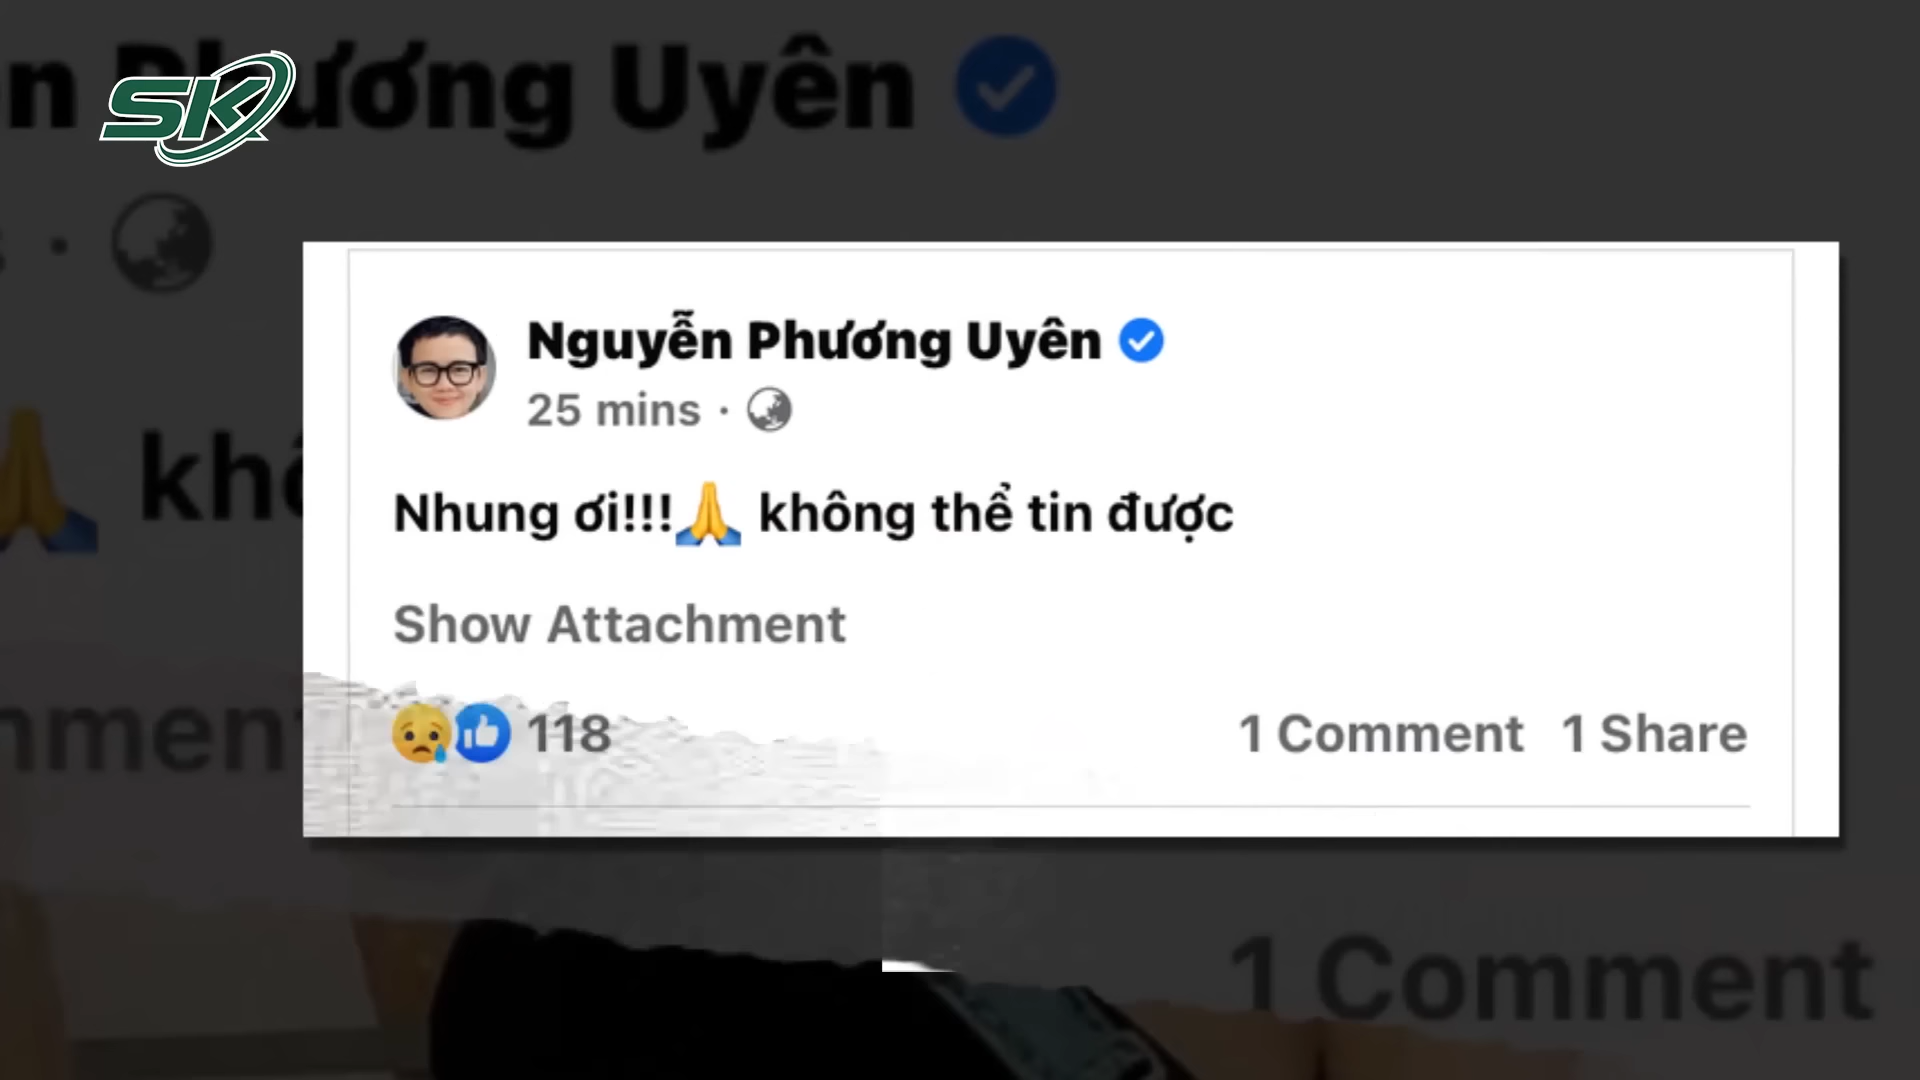 n Phương Uyên
SK
Nguyễn Phương Uyên
25 mins ·
khô
Nhung ơi!!!🙏 không thể tin được
Show Attachment
mment
118
1 Comment 1 Share
1 Comment